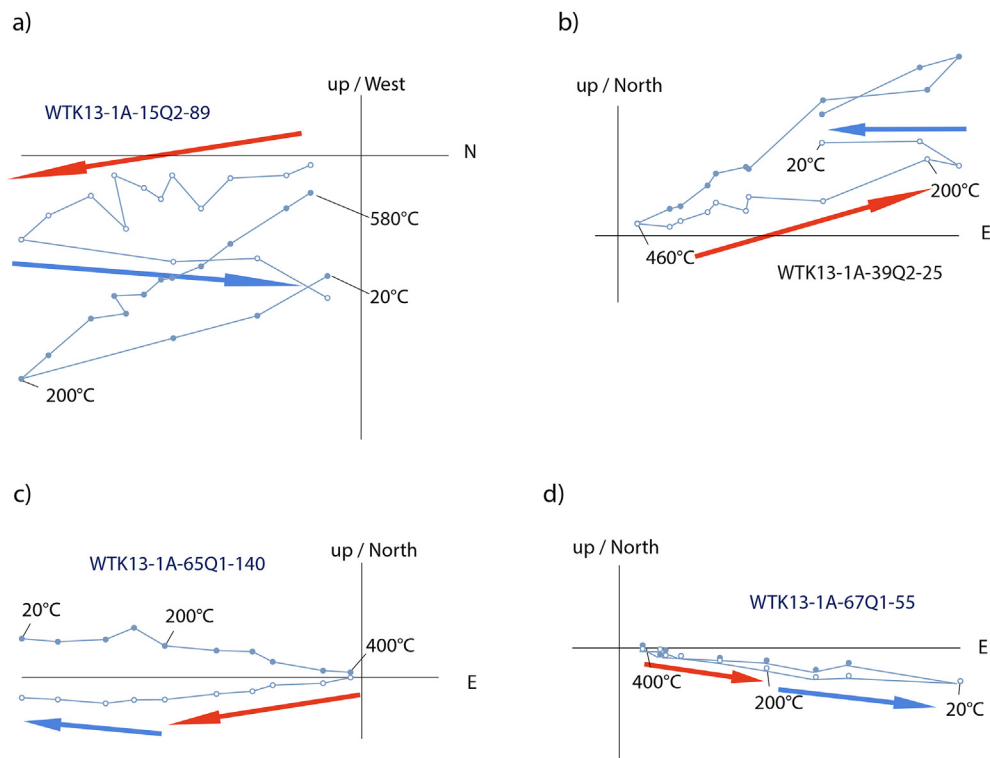 a)
up / West
WTK13-1A-15Q2-89
N
580°C
20°C
200°C
b)
up / North
20°C
200°C
E
460°C
WTK13-1A-39Q2-25
c)
up / North
WTK13-1A-65Q1-140
20°C
200°C
400°C
E
d)
up / North
WTK13-1A-67Q1-55
E
400°C
200°C
20°C